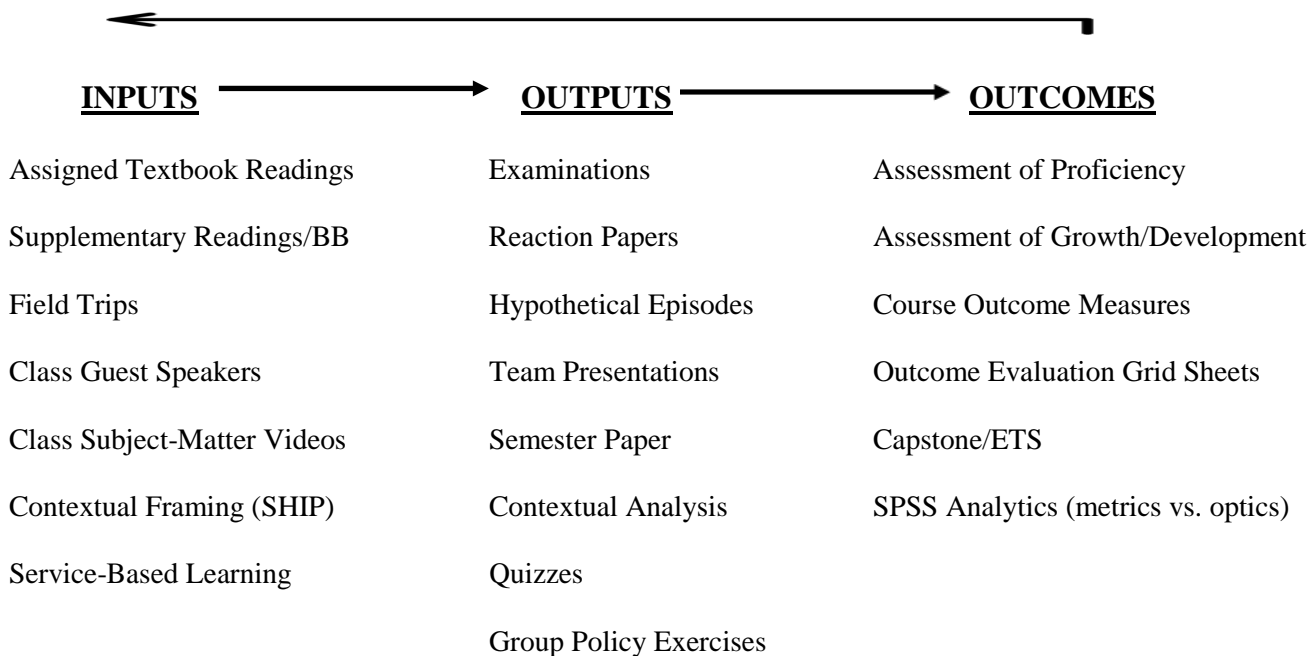 INPUTS OUTPUTS OUTCOMES
Assigned Textbook Readings Examinations Assessment of Proficiency
Supplementary Readings/BB Reaction Papers Assessment of Growth/Development
Field Trips Hypothetical Episodes Course Outcome Measures
Class Guest Speakers Team Presentations Outcome Evaluation Grid Sheets
Class Subject-Matter Videos Semester Paper Capstone/ETS
Contextual Framing (SHIP) Contextual Analysis SPSS Analytics (metrics vs. optics)
Service-Based Learning Quizzes
Group Policy Exercises